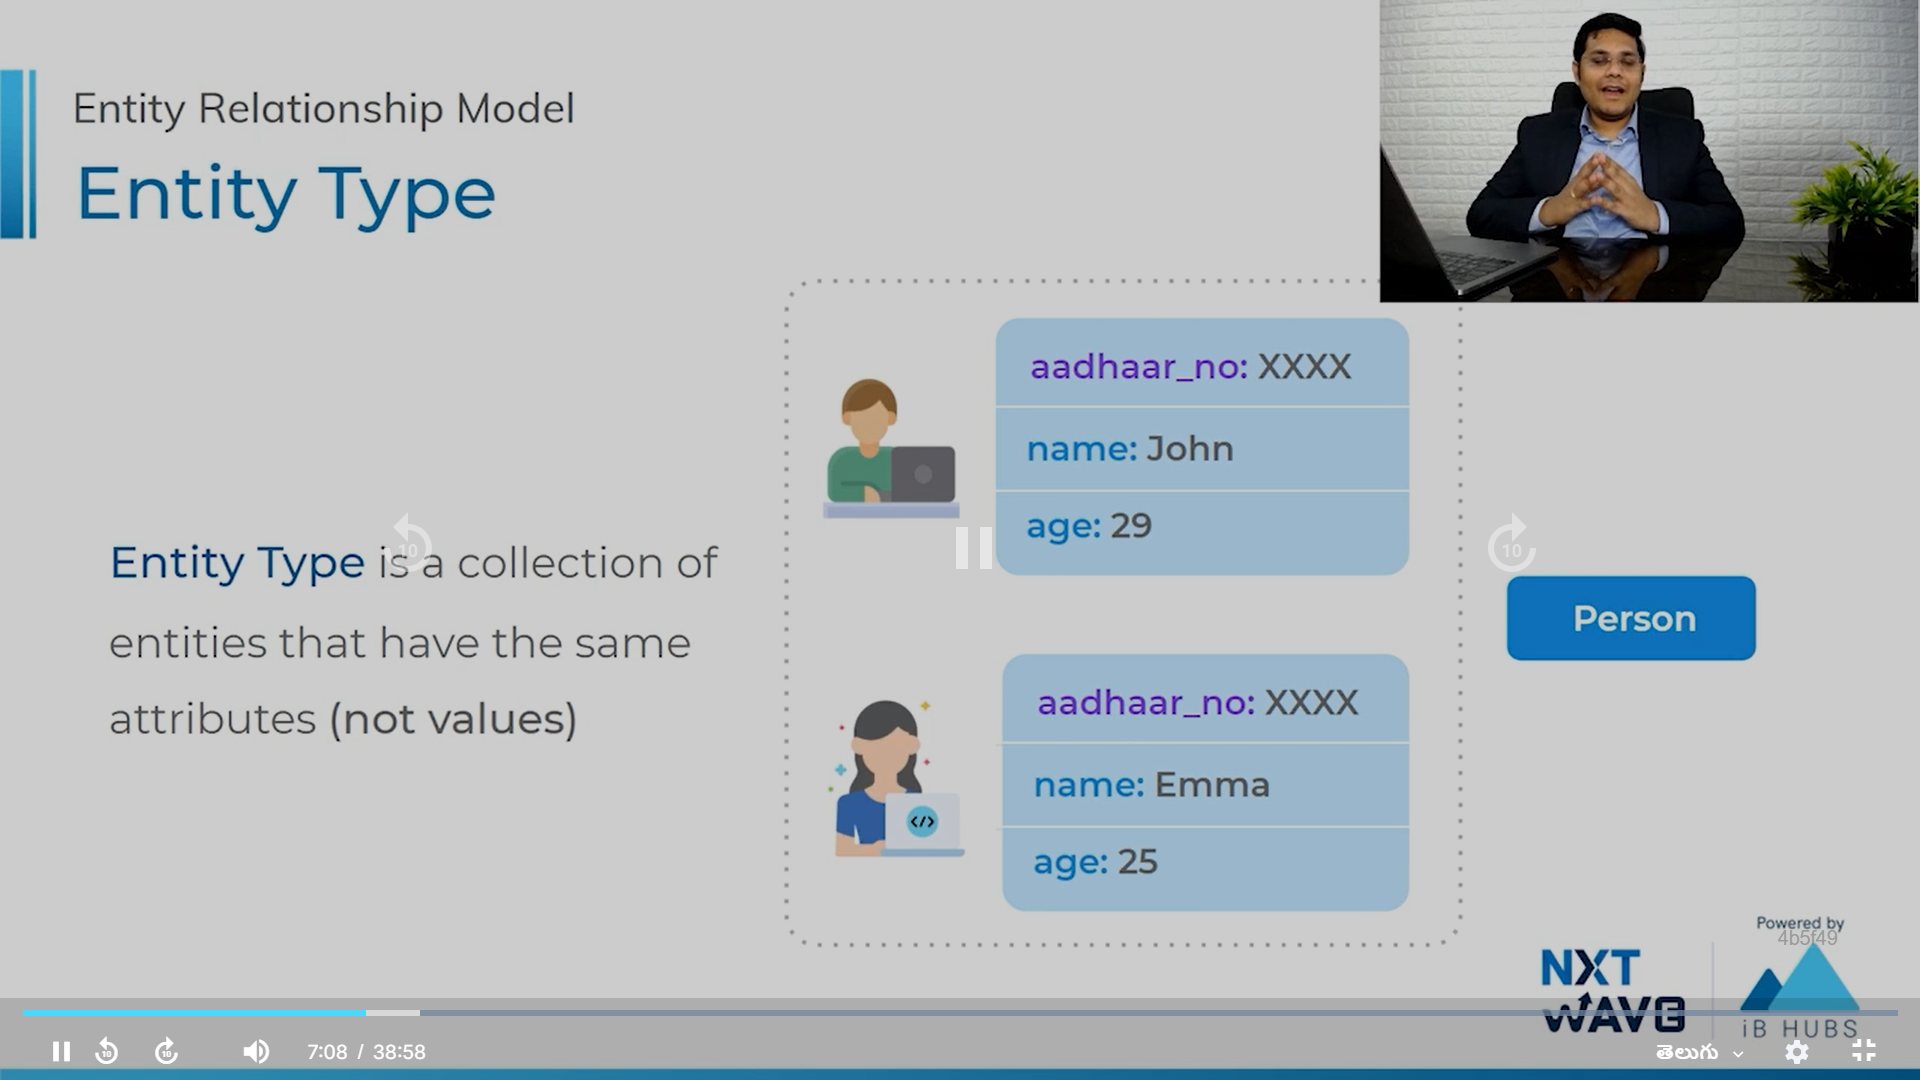 Entity Relationship Model
Entity Type
aadhaar_no: XXXX
name: John
age: 29
Entity Type is a collection of
entities that have the same
attributes (not values)
10
10
Person
aadhaar_no: XXXX
name: Emma
</>
age: 25
Powered by
4b5f49
NXT
WAVE
iB HUBS
10
10
7:08 / 38:58
తెలుగు